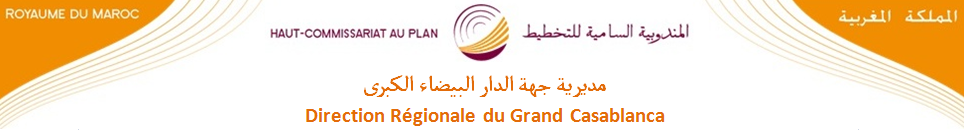 ROYAUME DU MAROC
المملكة المغربية
HAUT-COMMISSARIAT AU PLAN
المندوبية السامية للتخطيط
مديرية جهة الدار البيضاء الكبرى
Direction Régionale du Grand Casablanca